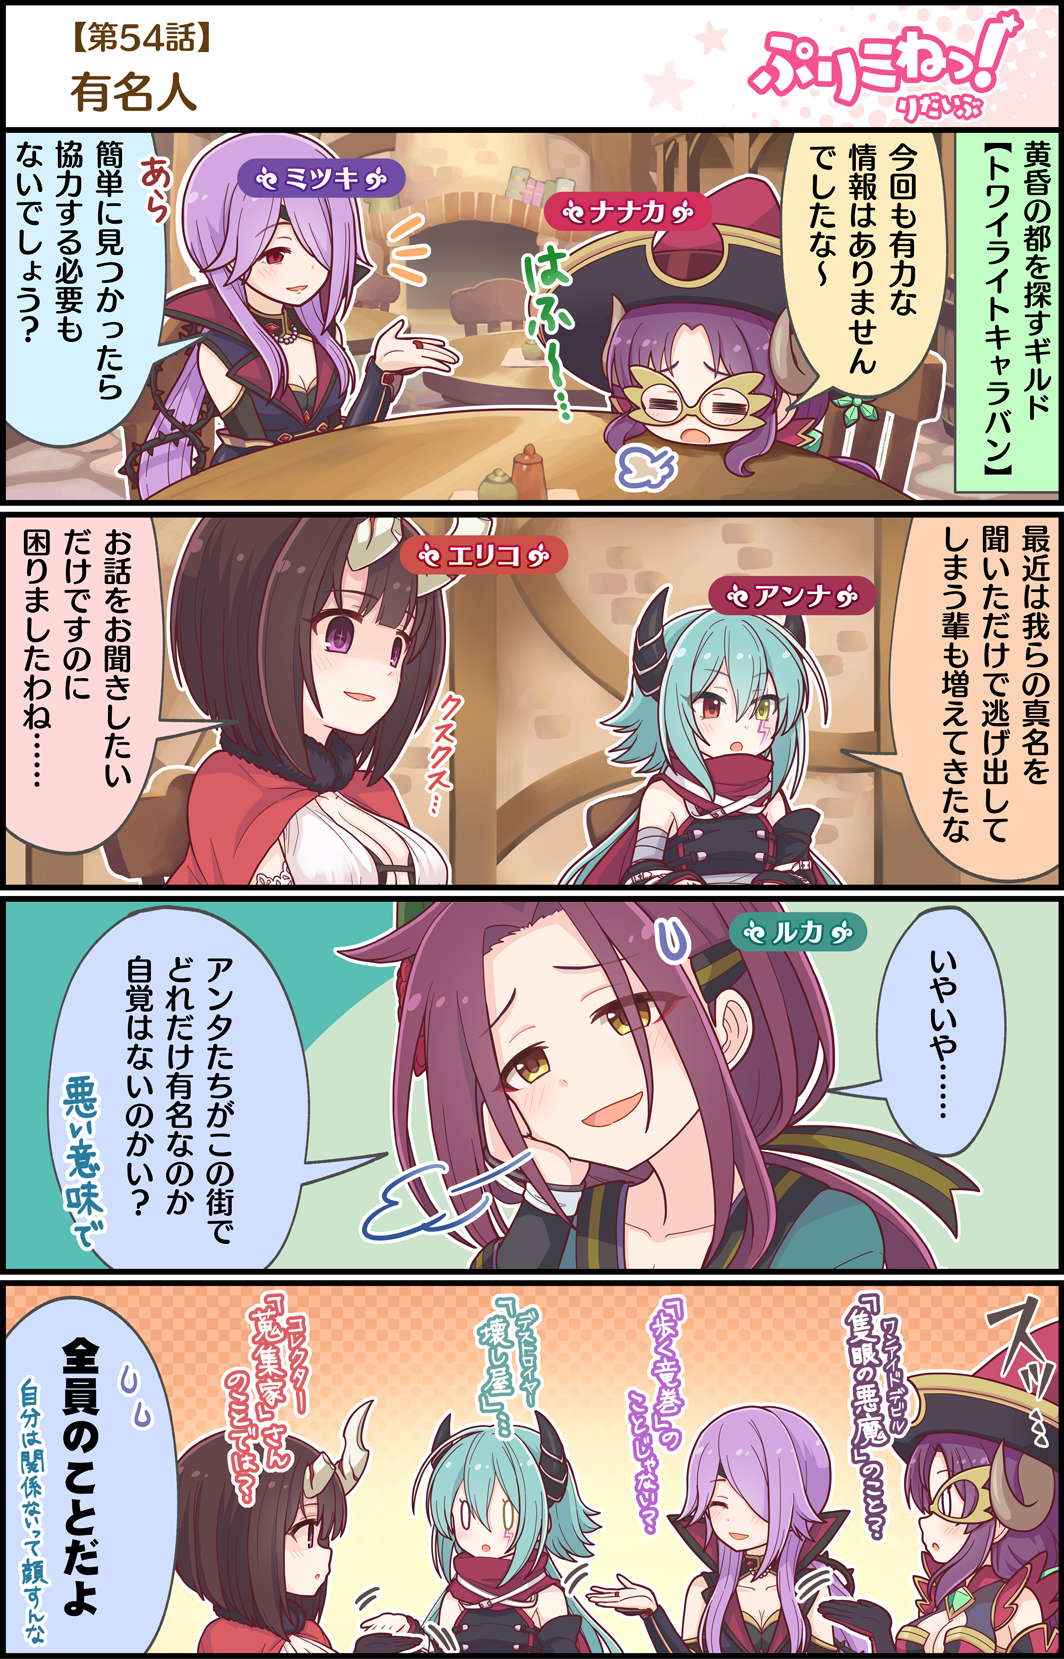 【第54話】
有名人
ぷりこねっ!
りだいぶ
黄昏の都を探すギルド
【トワイライトキャラバン】
今回も有力な
情報はありません
でしたな〜
ナナカ
はふ〜…
ミツキ
あら
簡単に見つかったら
協力する必要も
ないでしょう?
最近は我らの真名を
聞いただけで逃げ出して
しまう輩も増えてきたな
アンナ
エリコ
クスクス…
お話をお聞きしたい
だけですのに
困りましたわね……
いやいや……
ルカ
アンタたちがこの街で
どれだけ有名なのか
自覚はないのかい?
悪い意味で
スッ…
ワンアイドデビル
「隻眼の悪魔」のこと?
「歩く竜巻」の
ことじゃない?
デストロイヤー
「壊し屋」…
コレクター
「蒐集家」さん
のことでは?
全員のことだよ
自分は関係ないって顔すんな